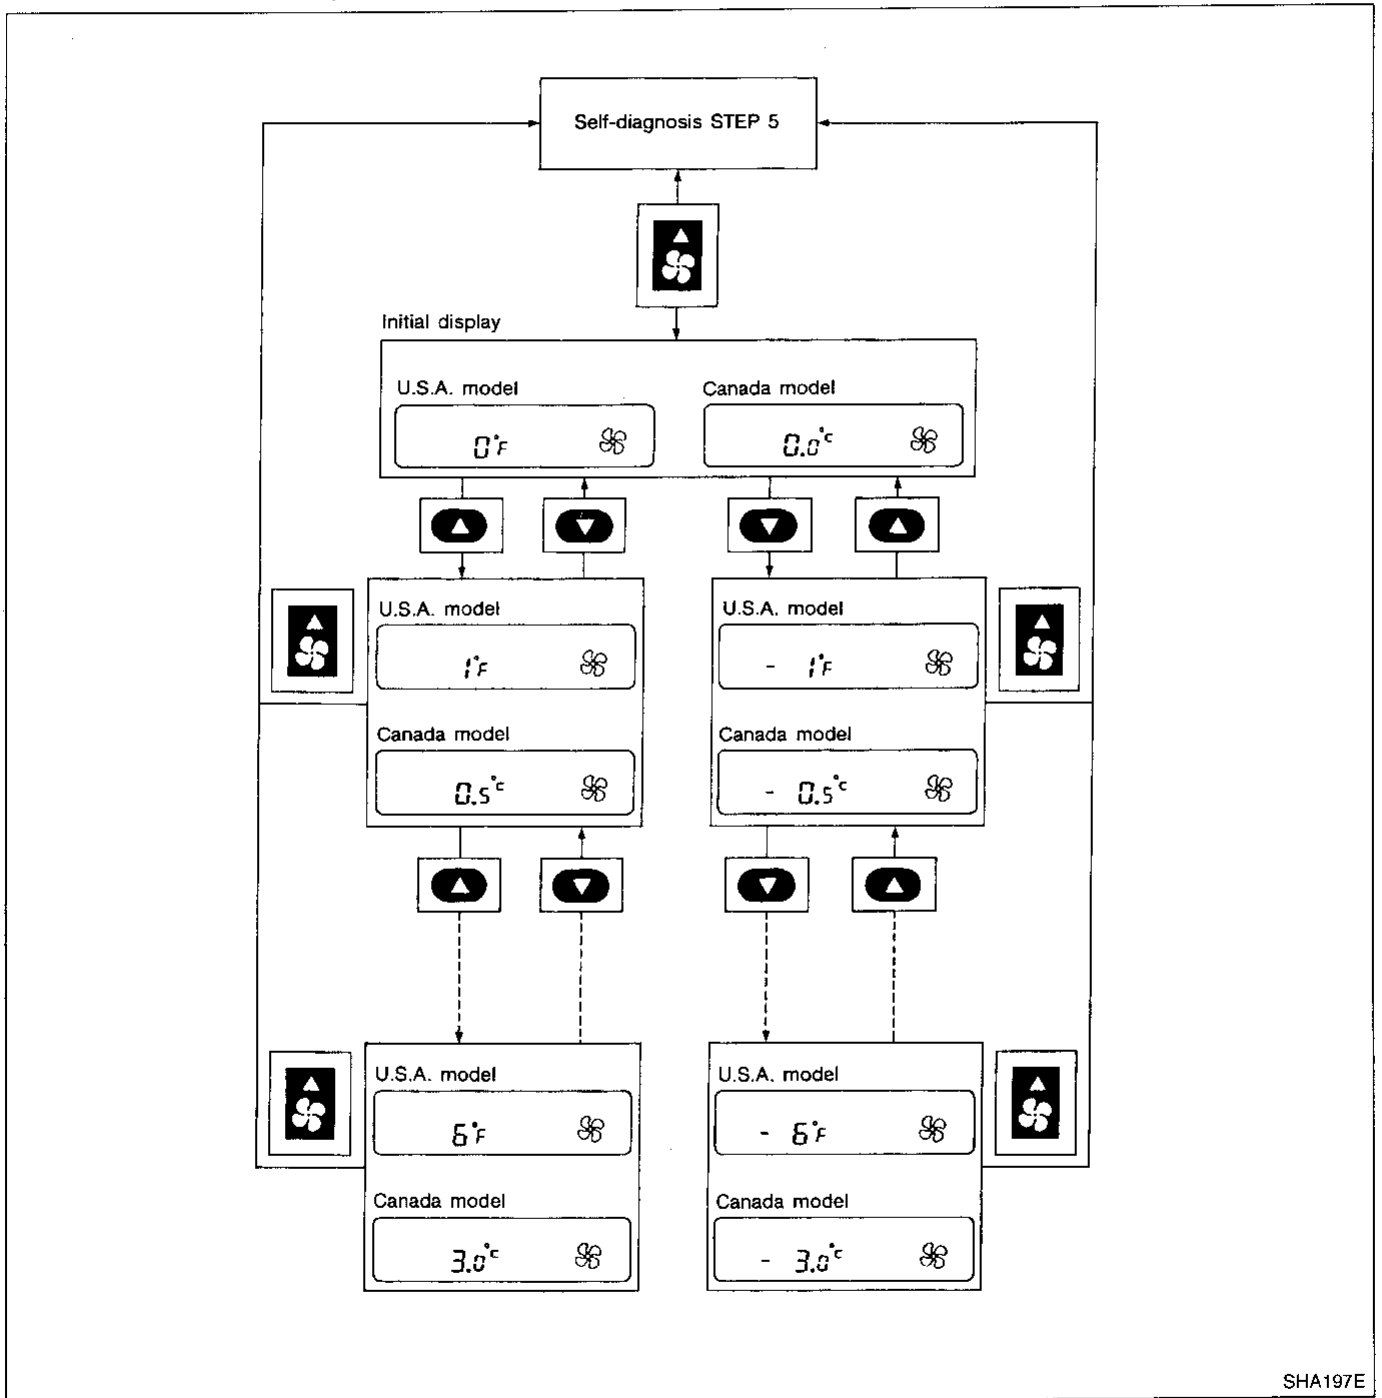 Self-diagnosis STEP 5
Initial display
U.S.A. model
Canada model
0°F
0.0°C
U.S.A. model
1°F
Canada model
0.5°C
U.S.A. model
- 1°F
Canada model
- 0.5°C
U.S.A. model
6°F
Canada model
3.0°C
U.S.A. model
- 6°F
Canada model
- 3.0°C
SHA197E